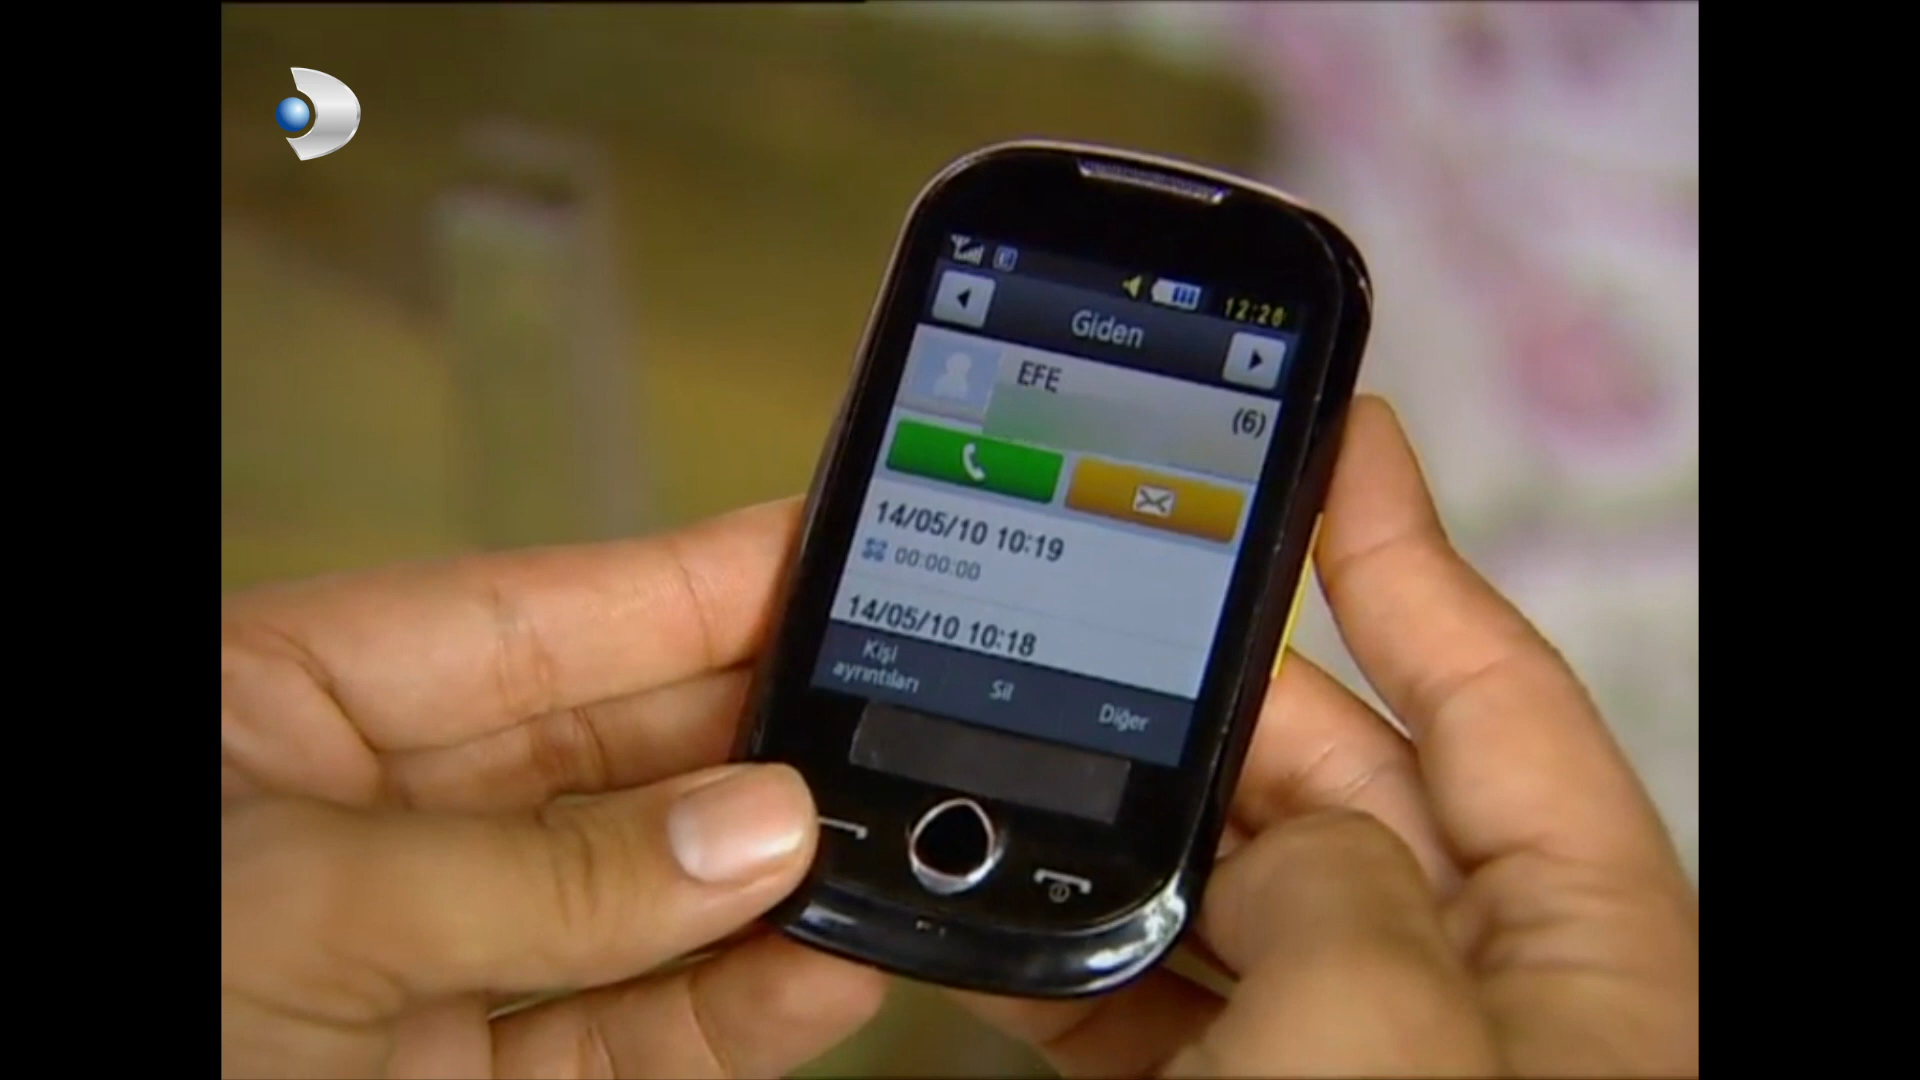 12:26
Giden
EFE
(6)
14/05/10 10:19
00:00:00
14/05/10 10:18
Kişi
ayrıntıları
Sil
Diğer